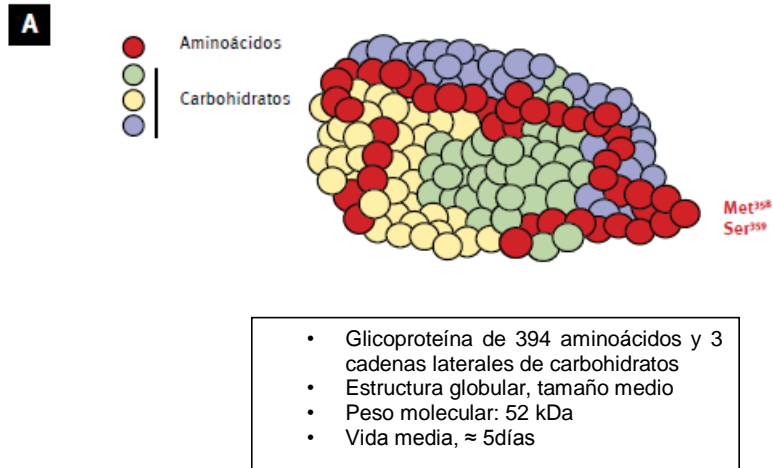 A
Aminoácidos
Carbohidratos
Met³⁵⁸
Ser³⁵⁹
• Glicoproteína de 394 aminoácidos y 3
cadenas laterales de carbohidratos
• Estructura globular, tamaño medio
• Peso molecular: 52 kDa
• Vida media, ≈ 5días